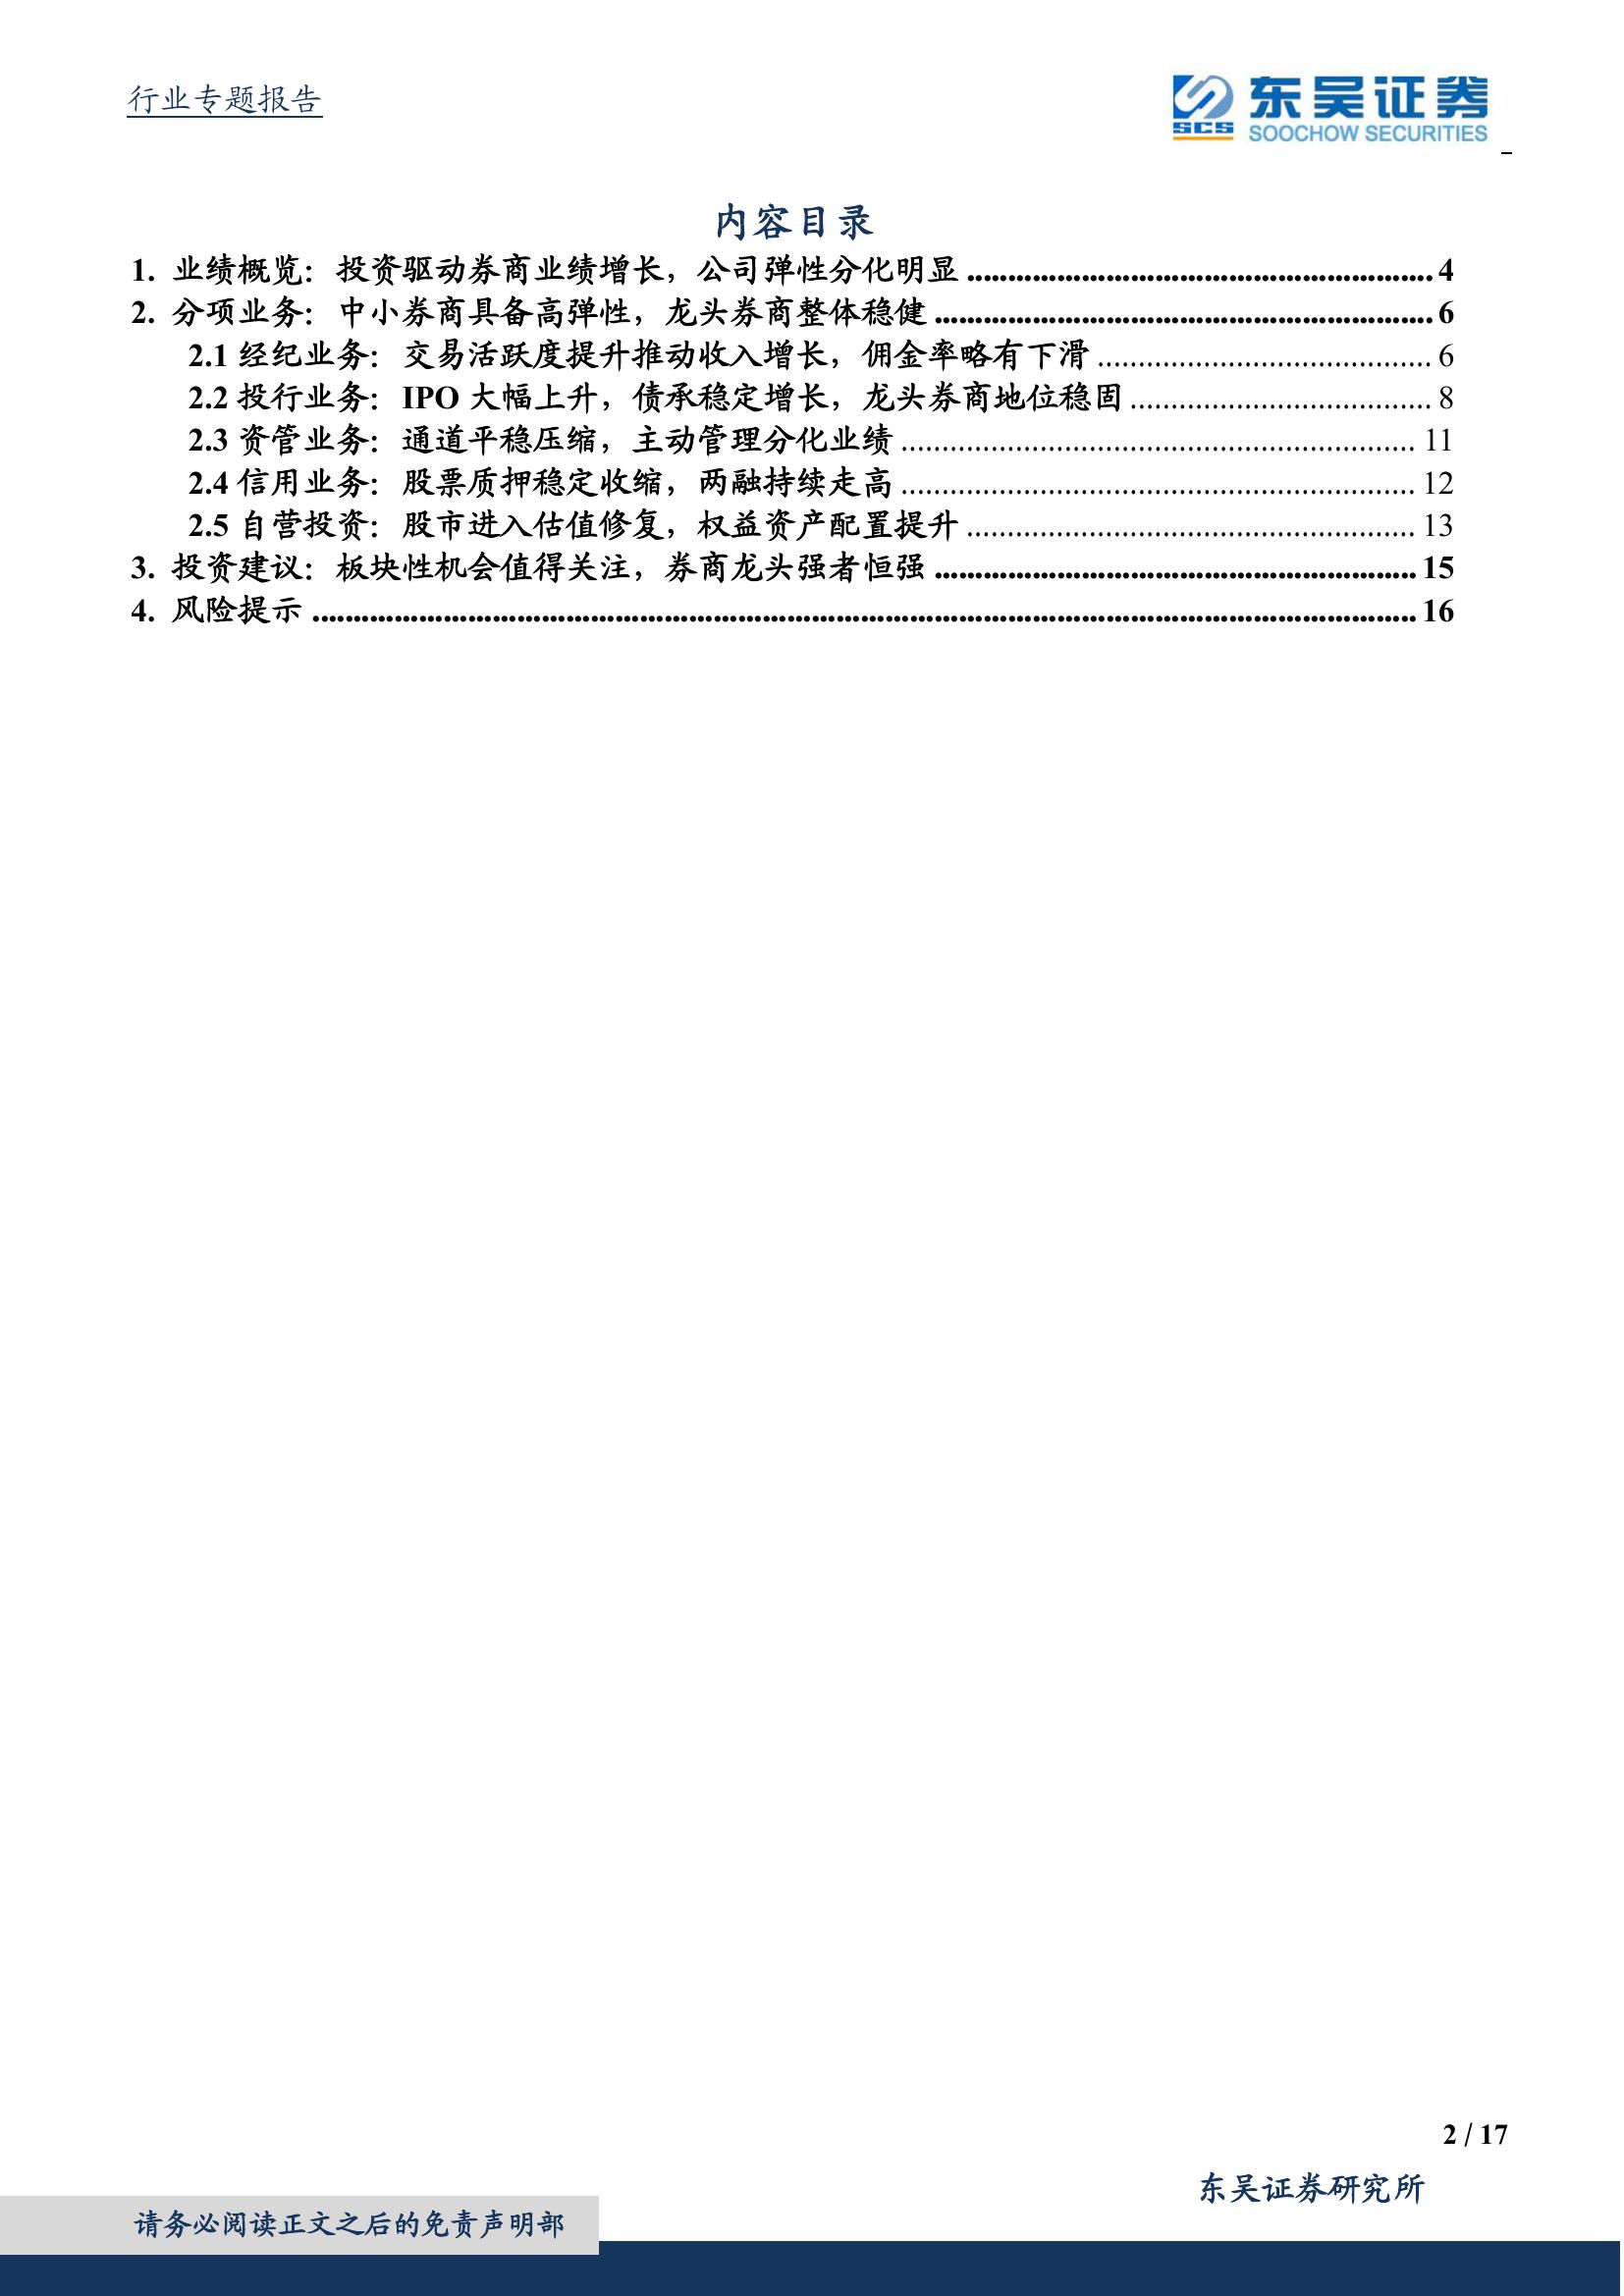 行业专题报告
SCS 东吴证券
SOOCHOW SECURITIES
内容目录
1. 业绩概览：投资驱动券商业绩增长，公司弹性分化明显 ........................................................ 4
2. 分项业务：中小券商具备高弹性，龙头券商整体稳健 ............................................................ 6
2.1 经纪业务：交易活跃度提升推动收入增长，佣金率略有下滑 ........................................ 6
2.2 投行业务：IPO 大幅上升，债承稳定增长，龙头券商地位稳固 .................................... 8
2.3 资管业务：通道平稳压缩，主动管理分化业绩 .............................................................. 11
2.4 信用业务：股票质押稳定收缩，两融持续走高 .............................................................. 12
2.5 自营投资：股市进入估值修复，权益资产配置提升 ...................................................... 13
3. 投资建议：板块性机会值得关注，券商龙头强者恒强 .......................................................... 15
4. 风险提示 ...................................................................................................................................... 16
2 / 17
东吴证券研究所
请务必阅读正文之后的免责声明部